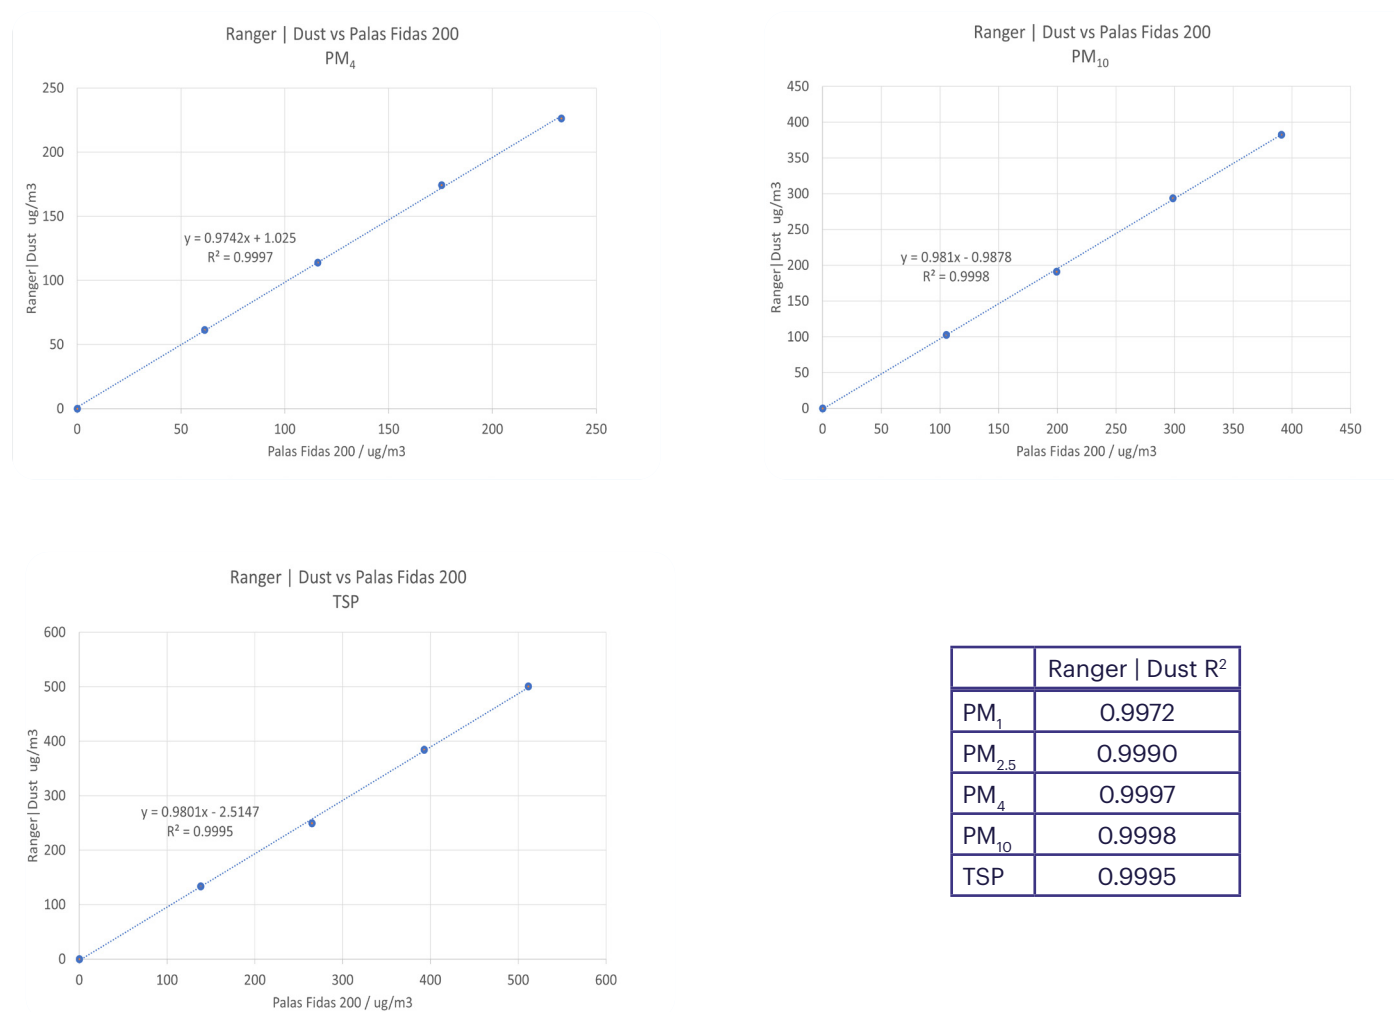 Ranger | Dust vs Palas Fidas 200
PM4
250
200
150
100
50
0
Ranger|Dust ug/m3
y = 0.9742x + 1.025
R² = 0.9997
0 50 100 150 200 250
Palas Fidas 200 / ug/m3
Ranger | Dust vs Palas Fidas 200
PM10
450
400
350
300
250
200
150
100
50
0
Ranger|Dust ug/m3
y = 0.981x - 0.9878
R² = 0.9998
0 50 100 150 200 250 300 350 400 450
Palas Fidas 200 / ug/m3
Ranger | Dust vs Palas Fidas 200
TSP
600
500
400
300
200
100
0
Ranger|Dust ug/m3
y = 0.9801x - 2.5147
R² = 0.9995
0 100 200 300 400 500 600
Palas Fidas 200 / ug/m3
Ranger | Dust R²
PM1 0.9972
PM2.5 0.9990
PM4 0.9997
PM10 0.9998
TSP 0.9995